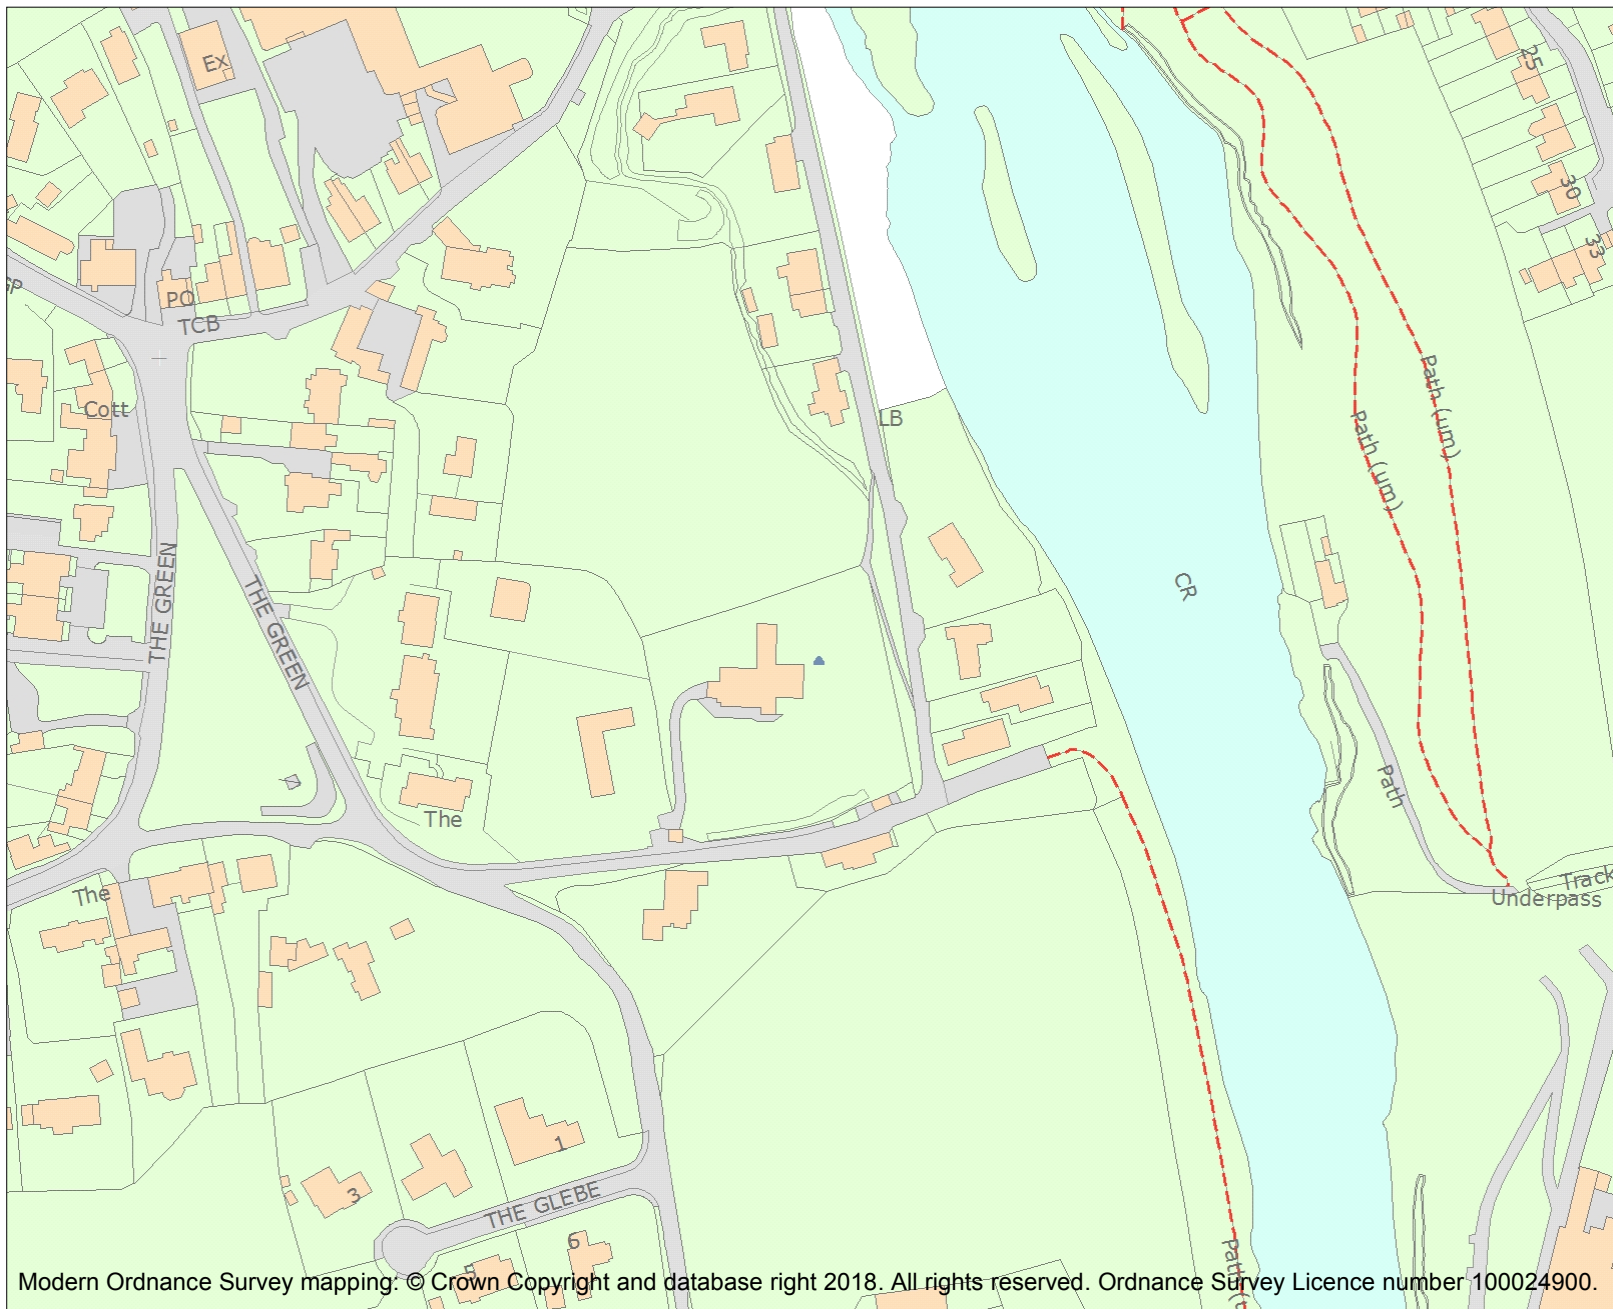 Ex
25
30
33
PO
TCB
Cott
LB
Path (um)
Path (um)
CR
THE GREEN
THE GREEN
Path
The
The
Track
Underpass
1
3
THE GLEBE
6
Modern Ordnance Survey mapping: © Crown Copyright and database right 2018. All rights reserved. Ordnance Survey Licence number 100024900.